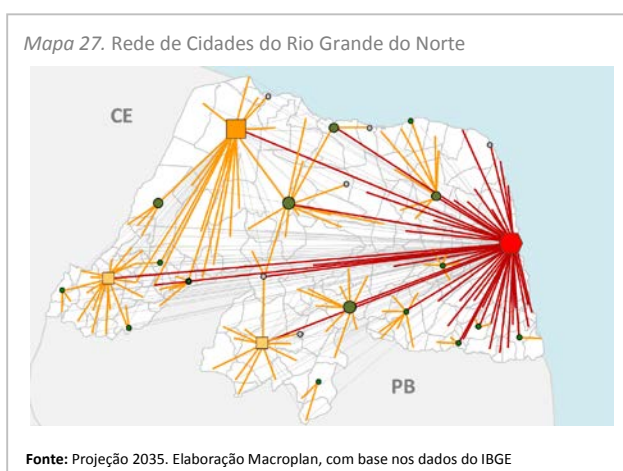 Mapa 27. Rede de Cidades do Rio Grande do Norte
CE
PB
Fonte: Projeção 2035. Elaboração Macroplan, com base nos dados do IBGE